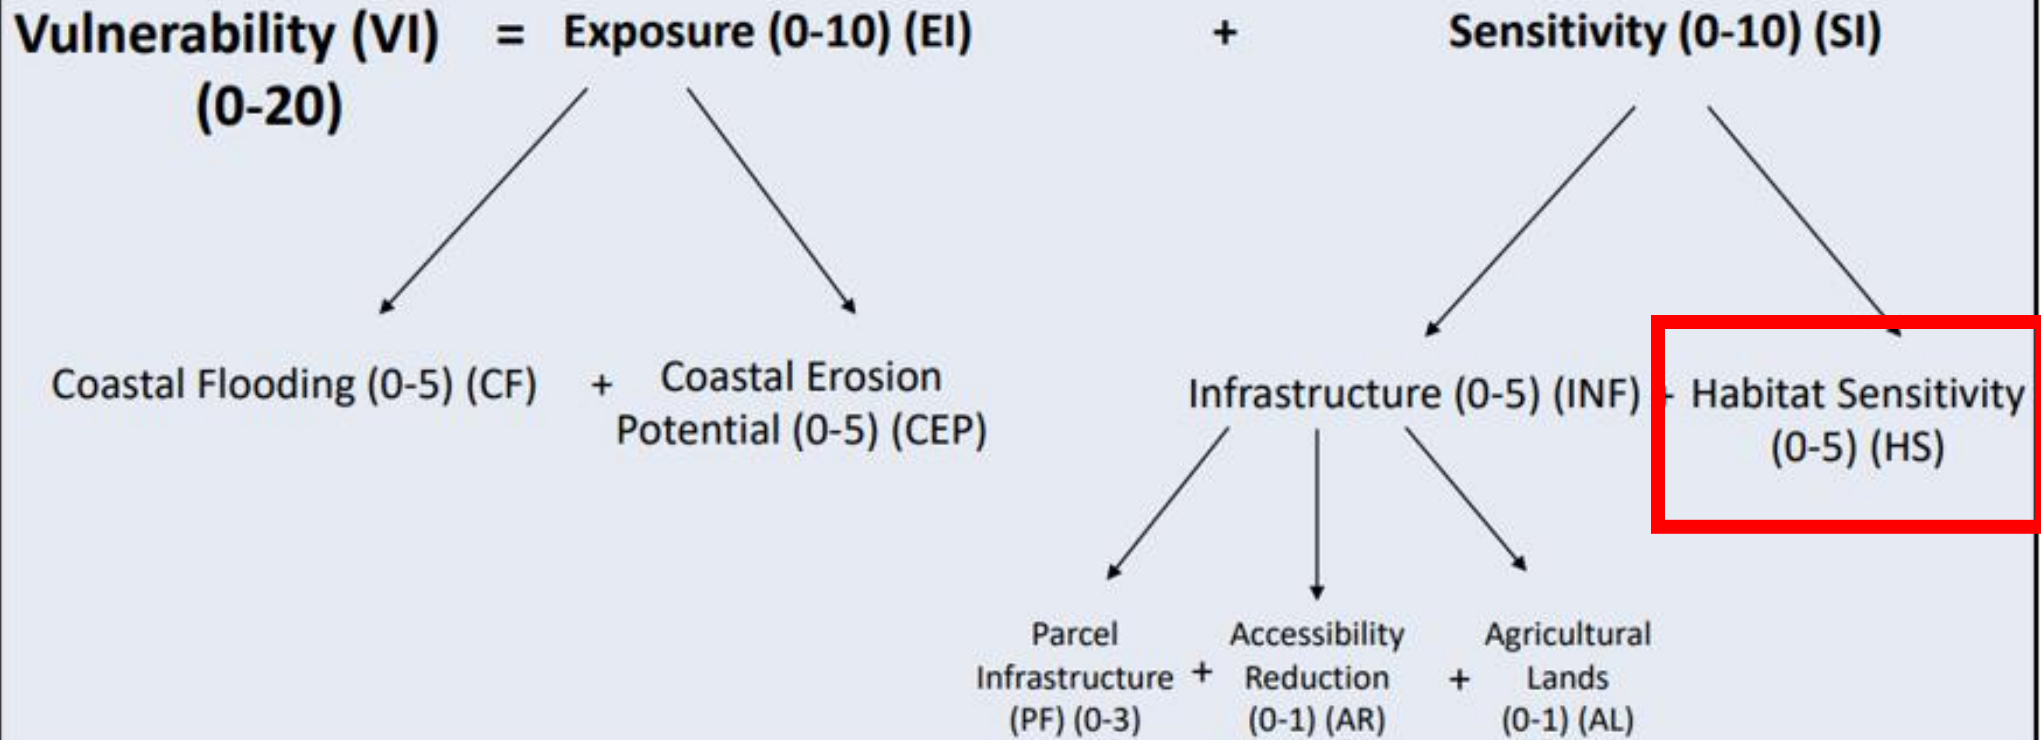 Vulnerability (VI) = Exposure (0-10) (EI) + Sensitivity (0-10) (SI)
(0-20)
Coastal Flooding (0-5) (CF) + Coastal Erosion
Potential (0-5) (CEP)
Infrastructure (0-5) (INF) + Habitat Sensitivity
(0-5) (HS)
Parcel
Infrastructure
(PF) (0-3)
+
Accessibility
Reduction
(0-1) (AR)
+
Agricultural
Lands
(0-1) (AL)